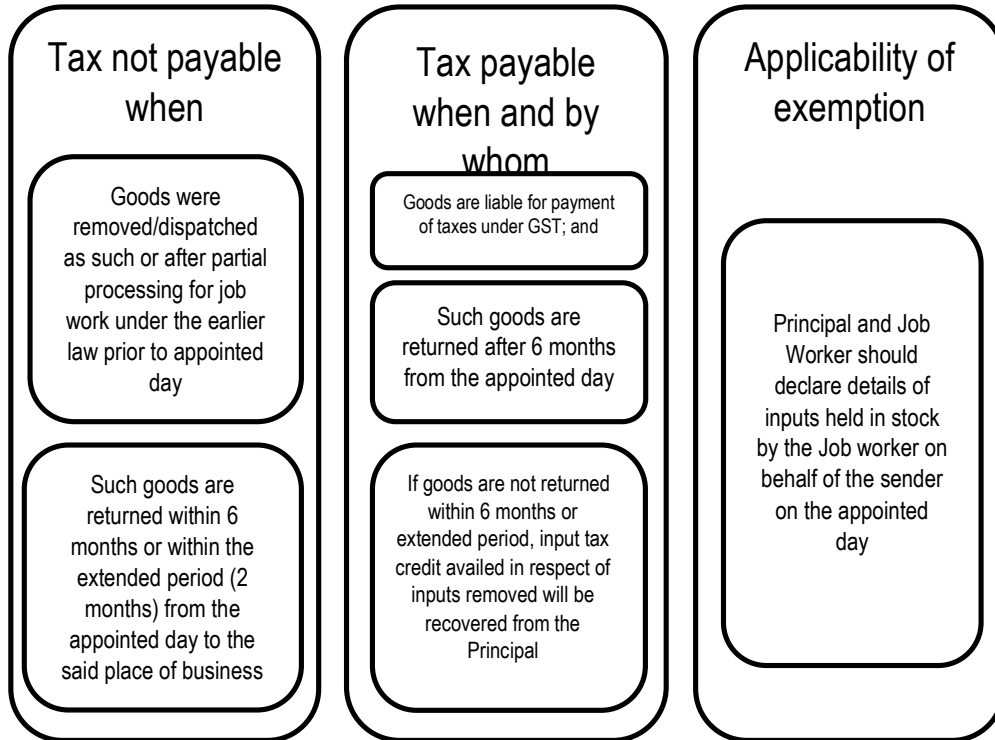 Tax not payable
when
Goods were
removed/dispatched
as such or after partial
processing for job
work under the earlier
law prior to appointed
day
Such goods are
returned within 6
months or within the
extended period (2
months) from the
appointed day to the
said place of business
Tax payable
when and by
whom
Goods are liable for payment
of taxes under GST; and
Such goods are
returned after 6 months
from the appointed day
If goods are not returned
within 6 months or
extended period, input tax
credit availed in respect of
inputs removed will be
recovered from the
Principal
Applicability of
exemption
Principal and Job
Worker should
declare details of
inputs held in stock
by the Job worker on
behalf of the sender
on the appointed
day